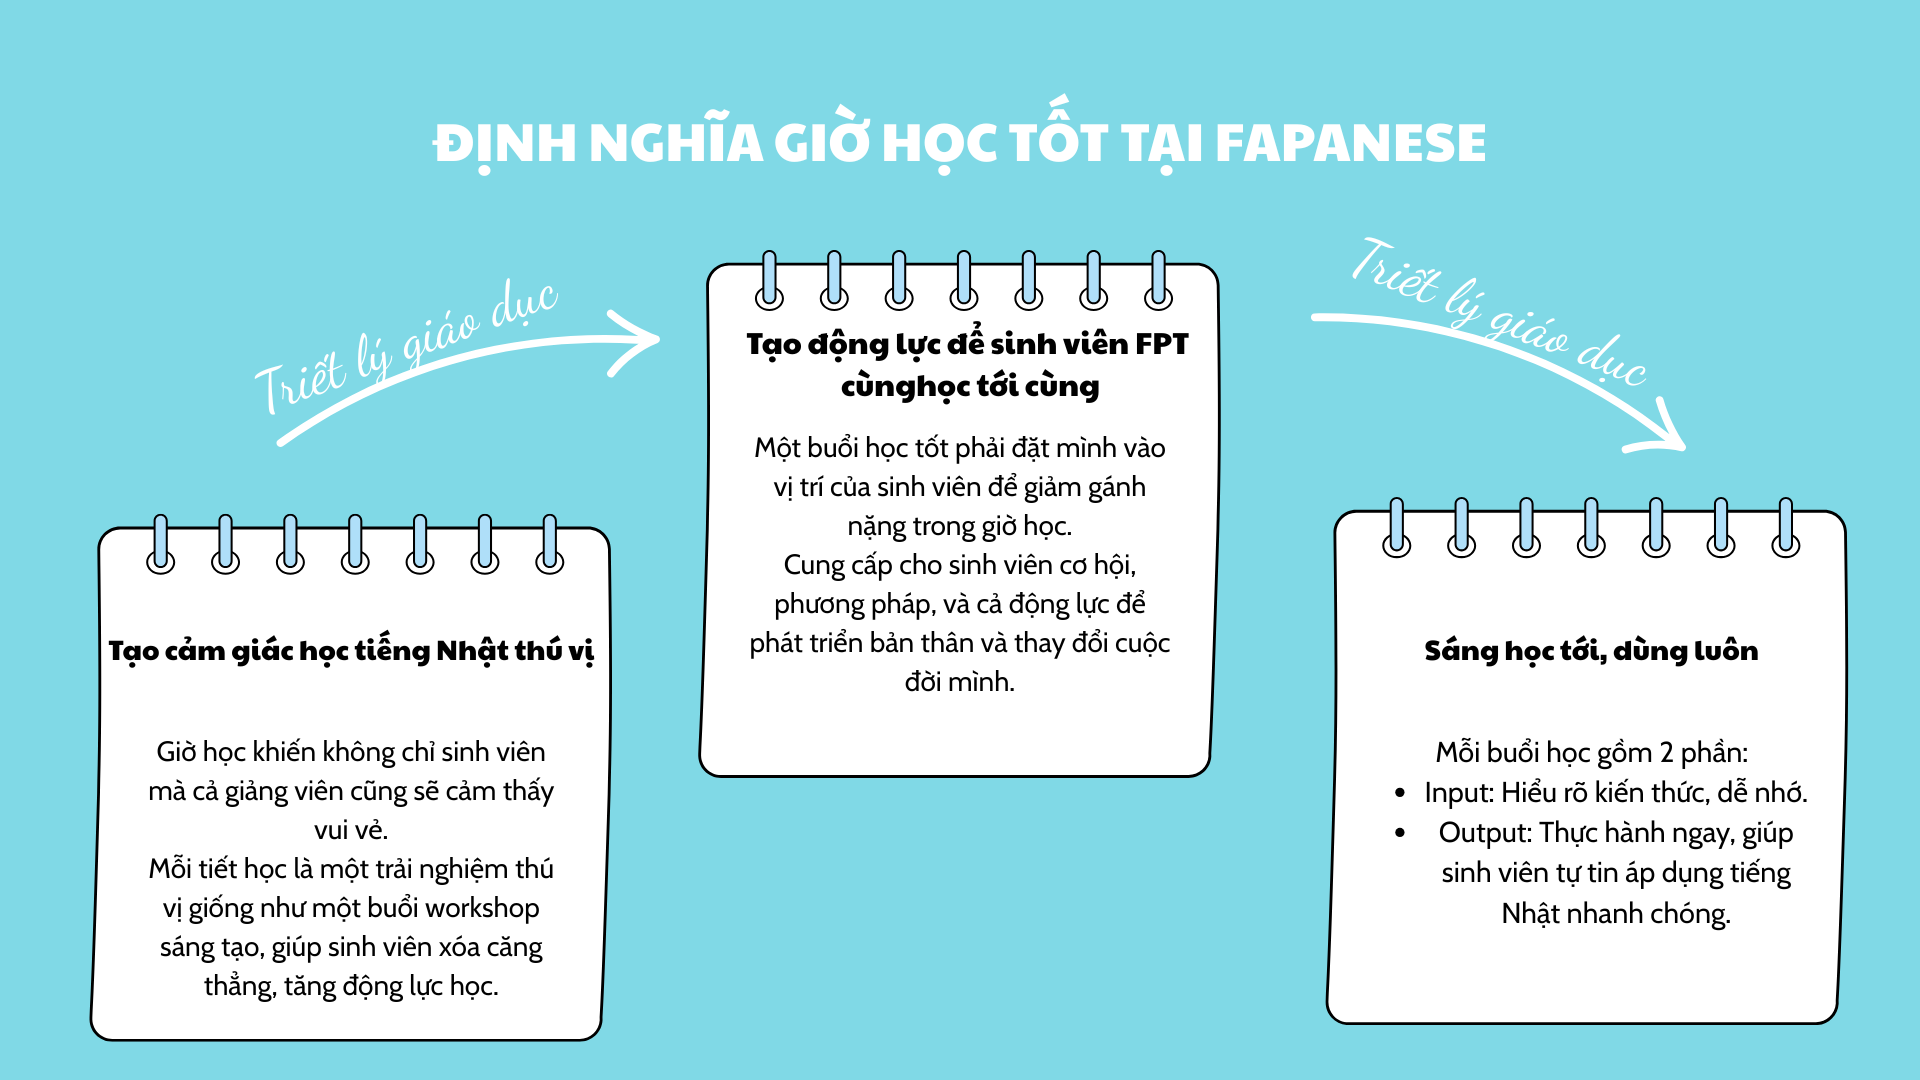 ĐỊNH NGHĨA GIỜ HỌC TỐT TẠI FAPANESE
Triết lý giáo dục
Tạo cảm giác học tiếng Nhật thú vị
Giờ học khiến không chỉ sinh viên
mà cả giảng viên cũng sẽ cảm thấy
vui vẻ.
Mỗi tiết học là một trải nghiệm thú
vị giống như một buổi workshop
sáng tạo, giúp sinh viên xóa căng
thẳng, tăng động lực học.
Tạo động lực để sinh viên FPT
cùnghọc tới cùng
Một buổi học tốt phải đặt mình vào
vị trí của sinh viên để giảm gánh
nặng trong giờ học.
Cung cấp cho sinh viên cơ hội,
phương pháp, và cả động lực để
phát triển bản thân và thay đổi cuộc
đời mình.
Triết lý giáo dục
Sáng học tới, dùng luôn
Mỗi buổi học gồm 2 phần:
• Input: Hiểu rõ kiến thức, dễ nhớ.
• Output: Thực hành ngay, giúp
sinh viên tự tin áp dụng tiếng
Nhật nhanh chóng.